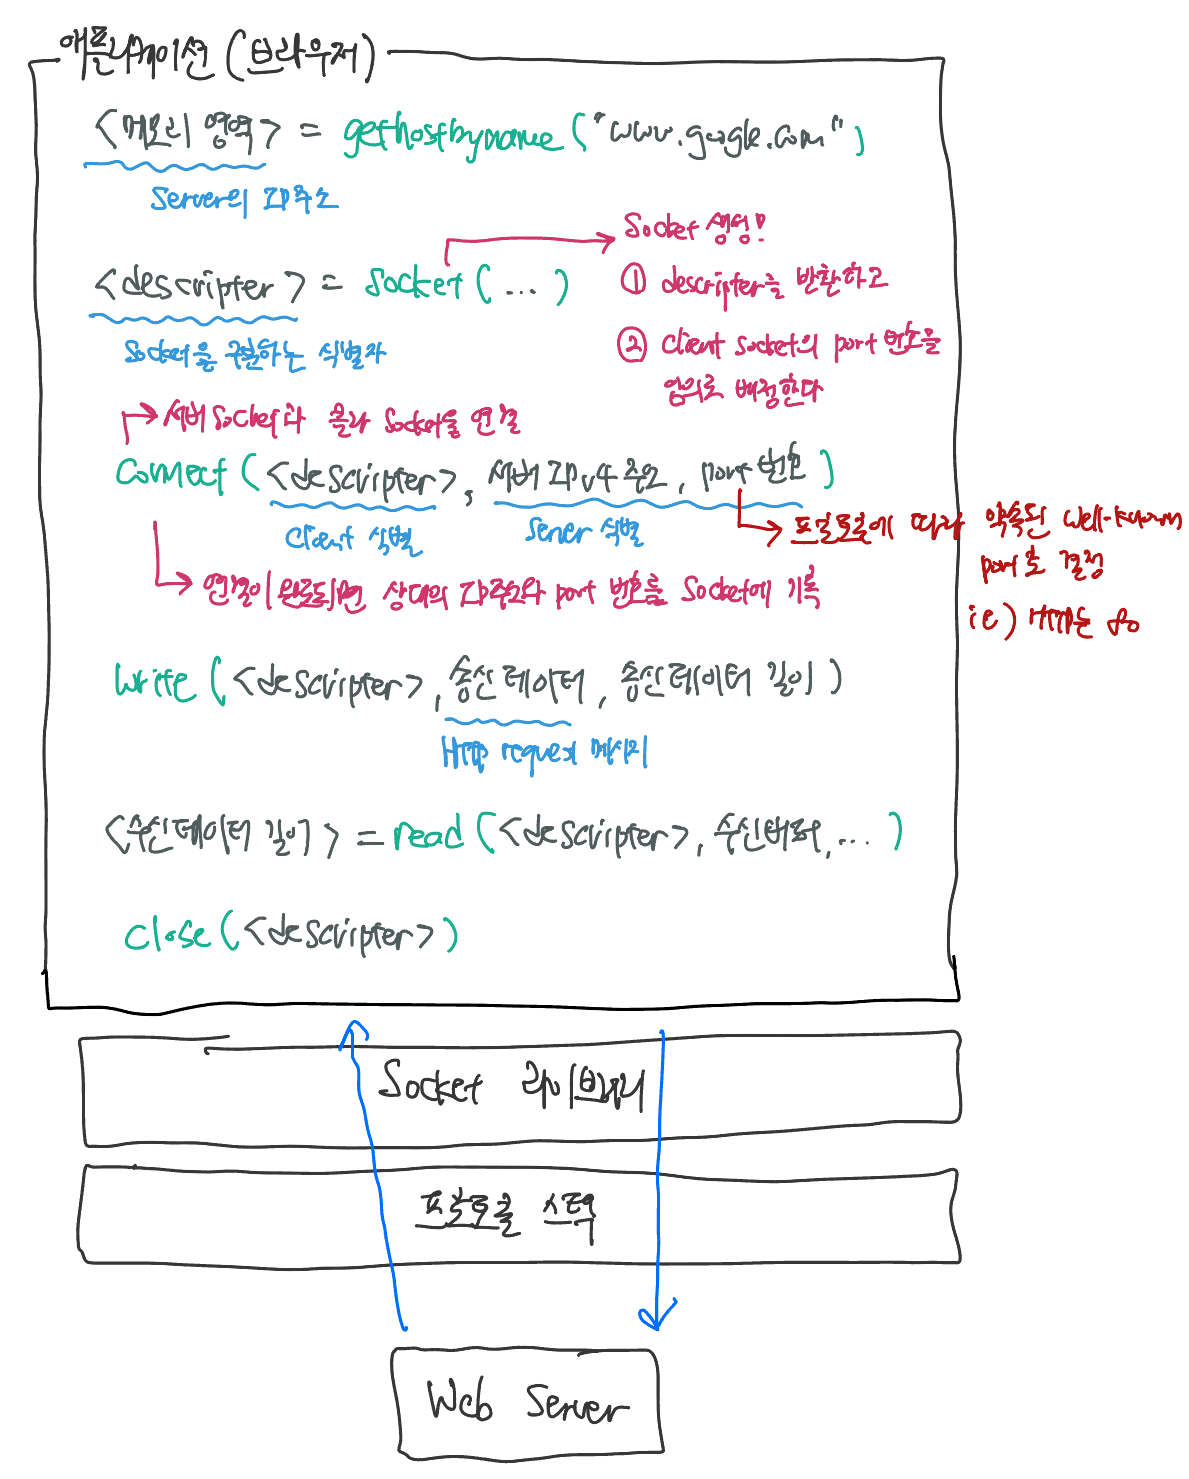 애플리케이션 (브라우저)
<메모리 영역> = gethostbyname("www.google.com")
Server의 IP주소
Socket 생성!
① descripter를 반환하고
<descripter> = Socket(...)
② Client Socket의 port 번호를
임의로 배정한다
Socket을 구분하는 식별자
서버 Socket과 클라 Socket을 연결
Connect(<descripter>, 서버 IPv4 주소, port 번호)
Client 식별
Server 식별
프로토콜에 따라 약속된 Well-known
port로 결정
ie) HTTP는 80
연결이 완료되면 상대의 IP주소와 port 번호를 Socket에 기록
Write(<descripter>, 송신 데이터, 송신 데이터 길이)
HTTP request 메시지
<수신 데이터 길이> = read(<descripter>, 수신버퍼, ...)
Close(<descripter>)
Socket 라이브러리
프로토콜 스택
Web Server